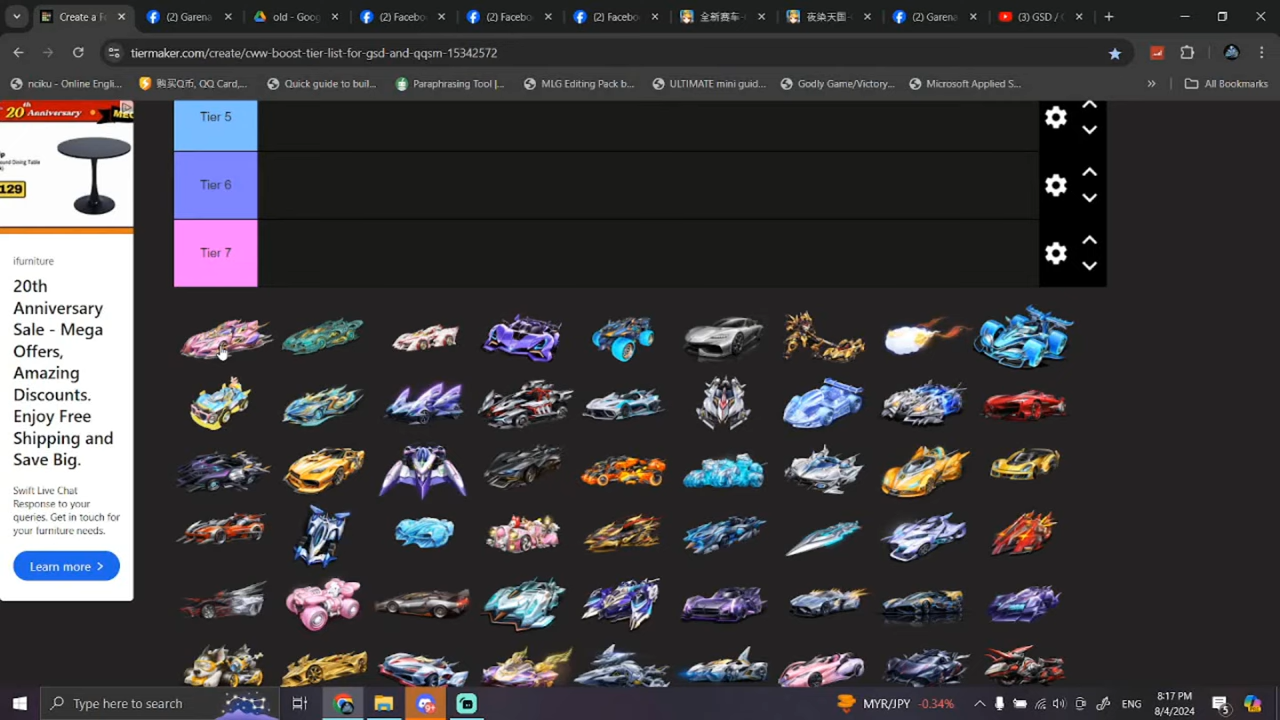 Create a F
(2) Garena
old - Goog
(2) Facebo
(2) Facebo
(2) Facebo
全新赛车 -
夜染天国-
(2) Garena
(3) GSD / 
tiermaker.com/create/cww-boost-tier-list-for-gsd-and-qqsm-15342572
nciku - Online Engli...
购买Q币, QQ Card,...
Quick guide to buil...
Paraphrasing Tool |...
MLG Editing Pack b...
ULTIMATE mini guid...
Godly Game/Victory...
Microsoft Applied S...
All Bookmarks
20th Anniversary
129
ifurniture
20th
Anniversary
Sale - Mega
Offers,
Amazing
Discounts.
Enjoy Free
Shipping and
Save Big.
Swift Live Chat
Response to your
queries. Get in touch for
your furniture needs.
Learn more
Tier 5
Tier 6
Tier 7
Type here to search
MYR/JPY -0.34%
ENG
8:17 PM
8/4/2024
5